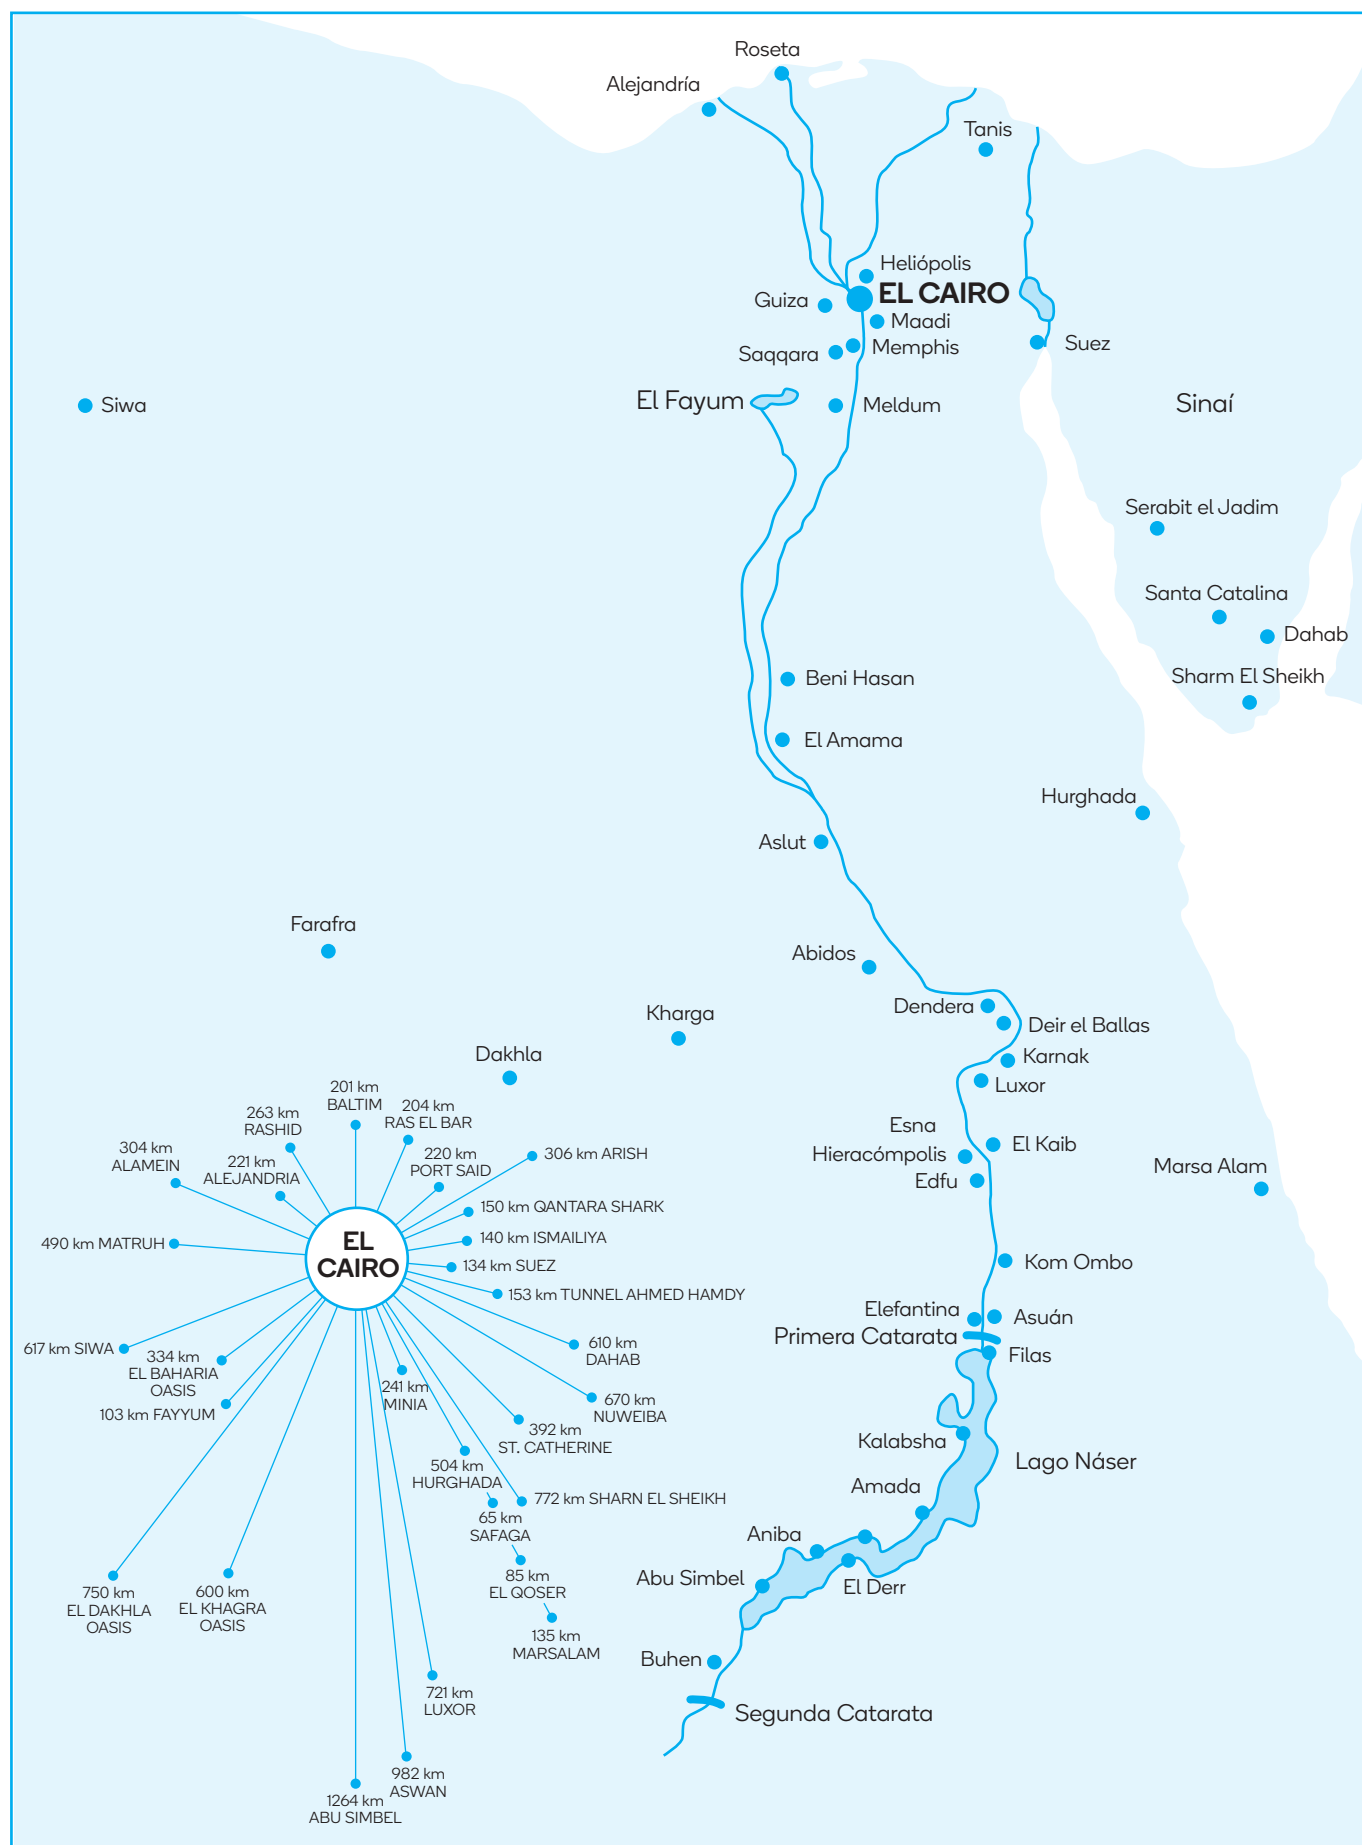 Roseta
Alejandría
Tanis
Heliópolis
EL CAIRO
Guiza
Maadi
Memphis
Saqqara
Suez
El Fayum
Meldum
Siwa
Sinaí
Serabit el Jadim
Santa Catalina
Dahab
Sharm El Sheikh
Beni Hasan
El Amama
Hurghada
Aslut
Farafra
Abidos
Dendera
Kharga
Deir el Ballas
Dakhla
Karnak
Luxor
Esna
El Kaib
Hieracómpolis
Edfu
Marsa Alam
Kom Ombo
Elefantina
Asuán
Primera Catarata
Filas
Kalabsha
Lago Náser
Amada
Aniba
Abu Simbel
El Derr
Buhen
Segunda Catarata
EL
CAIRO
201 km
BALTIM
204 km
RAS EL BAR
263 km
RASHID
220 km
PORT SAID
306 km ARISH
304 km
ALAMEIN
221 km
ALEJANDRIA
150 km QANTARA SHARK
490 km MATRUH
140 km ISMAILIYA
134 km SUEZ
153 km TUNNEL AHMED HAMDY
617 km SIWA
610 km
DAHAB
334 km
EL BAHARIA
OASIS
241 km
MINIA
670 km
NUWEIBA
103 km FAYYUM
392 km
ST. CATHERINE
504 km
HURGHADA
772 km SHARN EL SHEIKH
65 km
SAFAGA
85 km
EL QOSER
135 km
MARSALAM
750 km
EL DAKHLA
OASIS
600 km
EL KHAGRA
OASIS
721 km
LUXOR
982 km
ASWAN
1264 km
ABU SIMBEL